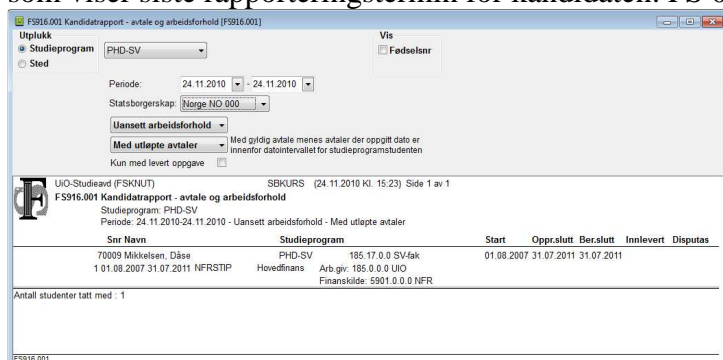 som viser siste rapporteringstermin for kandidaten. FS
FS916.001 Kandidatrapport - avtale og arbeidsforhold [FS916.001]
Utplukk
Vis
Studieprogram PHD-SV
Fødselsnr
Sted
Periode: 24.11.2010 - 24.11.2010
Statsborgerskap: Norge NO 000
Uansett arbeidsforhold
Med utløpte avtaler
Med gyldig avtale menes avtaler der oppgitt dato er
innenfor datointervallet for studieprogramstudenten
Kun med levert oppgave
UiO-Studieavd (FSKNUT) SBKURS (24.11.2010 Kl. 15:23) Side 1 av 1
FS916.001 Kandidatrapport - avtale og arbeidsforhold
Studieprogram: PHD-SV
Periode: 24.11.2010-24.11.2010 - Uansett arbeidsforhold - Med utløpte avtaler
Snr Navn Studieprogram Start Oppr.slutt Ber.slutt Innlevert Disputas
70009 Mikkelsen, Dåse PHD-SV 185.17.0.0 SV-fak 01.08.2007 31.07.2011 31.07.2011
1 01.08.2007 31.07.2011 NFRSTIP Hovedfinans Arb.giv: 185.0.0.0 UIO
Finanskilde: 5901.0.0.0 NFR
Antall studenter tatt med : 1
FS916.001